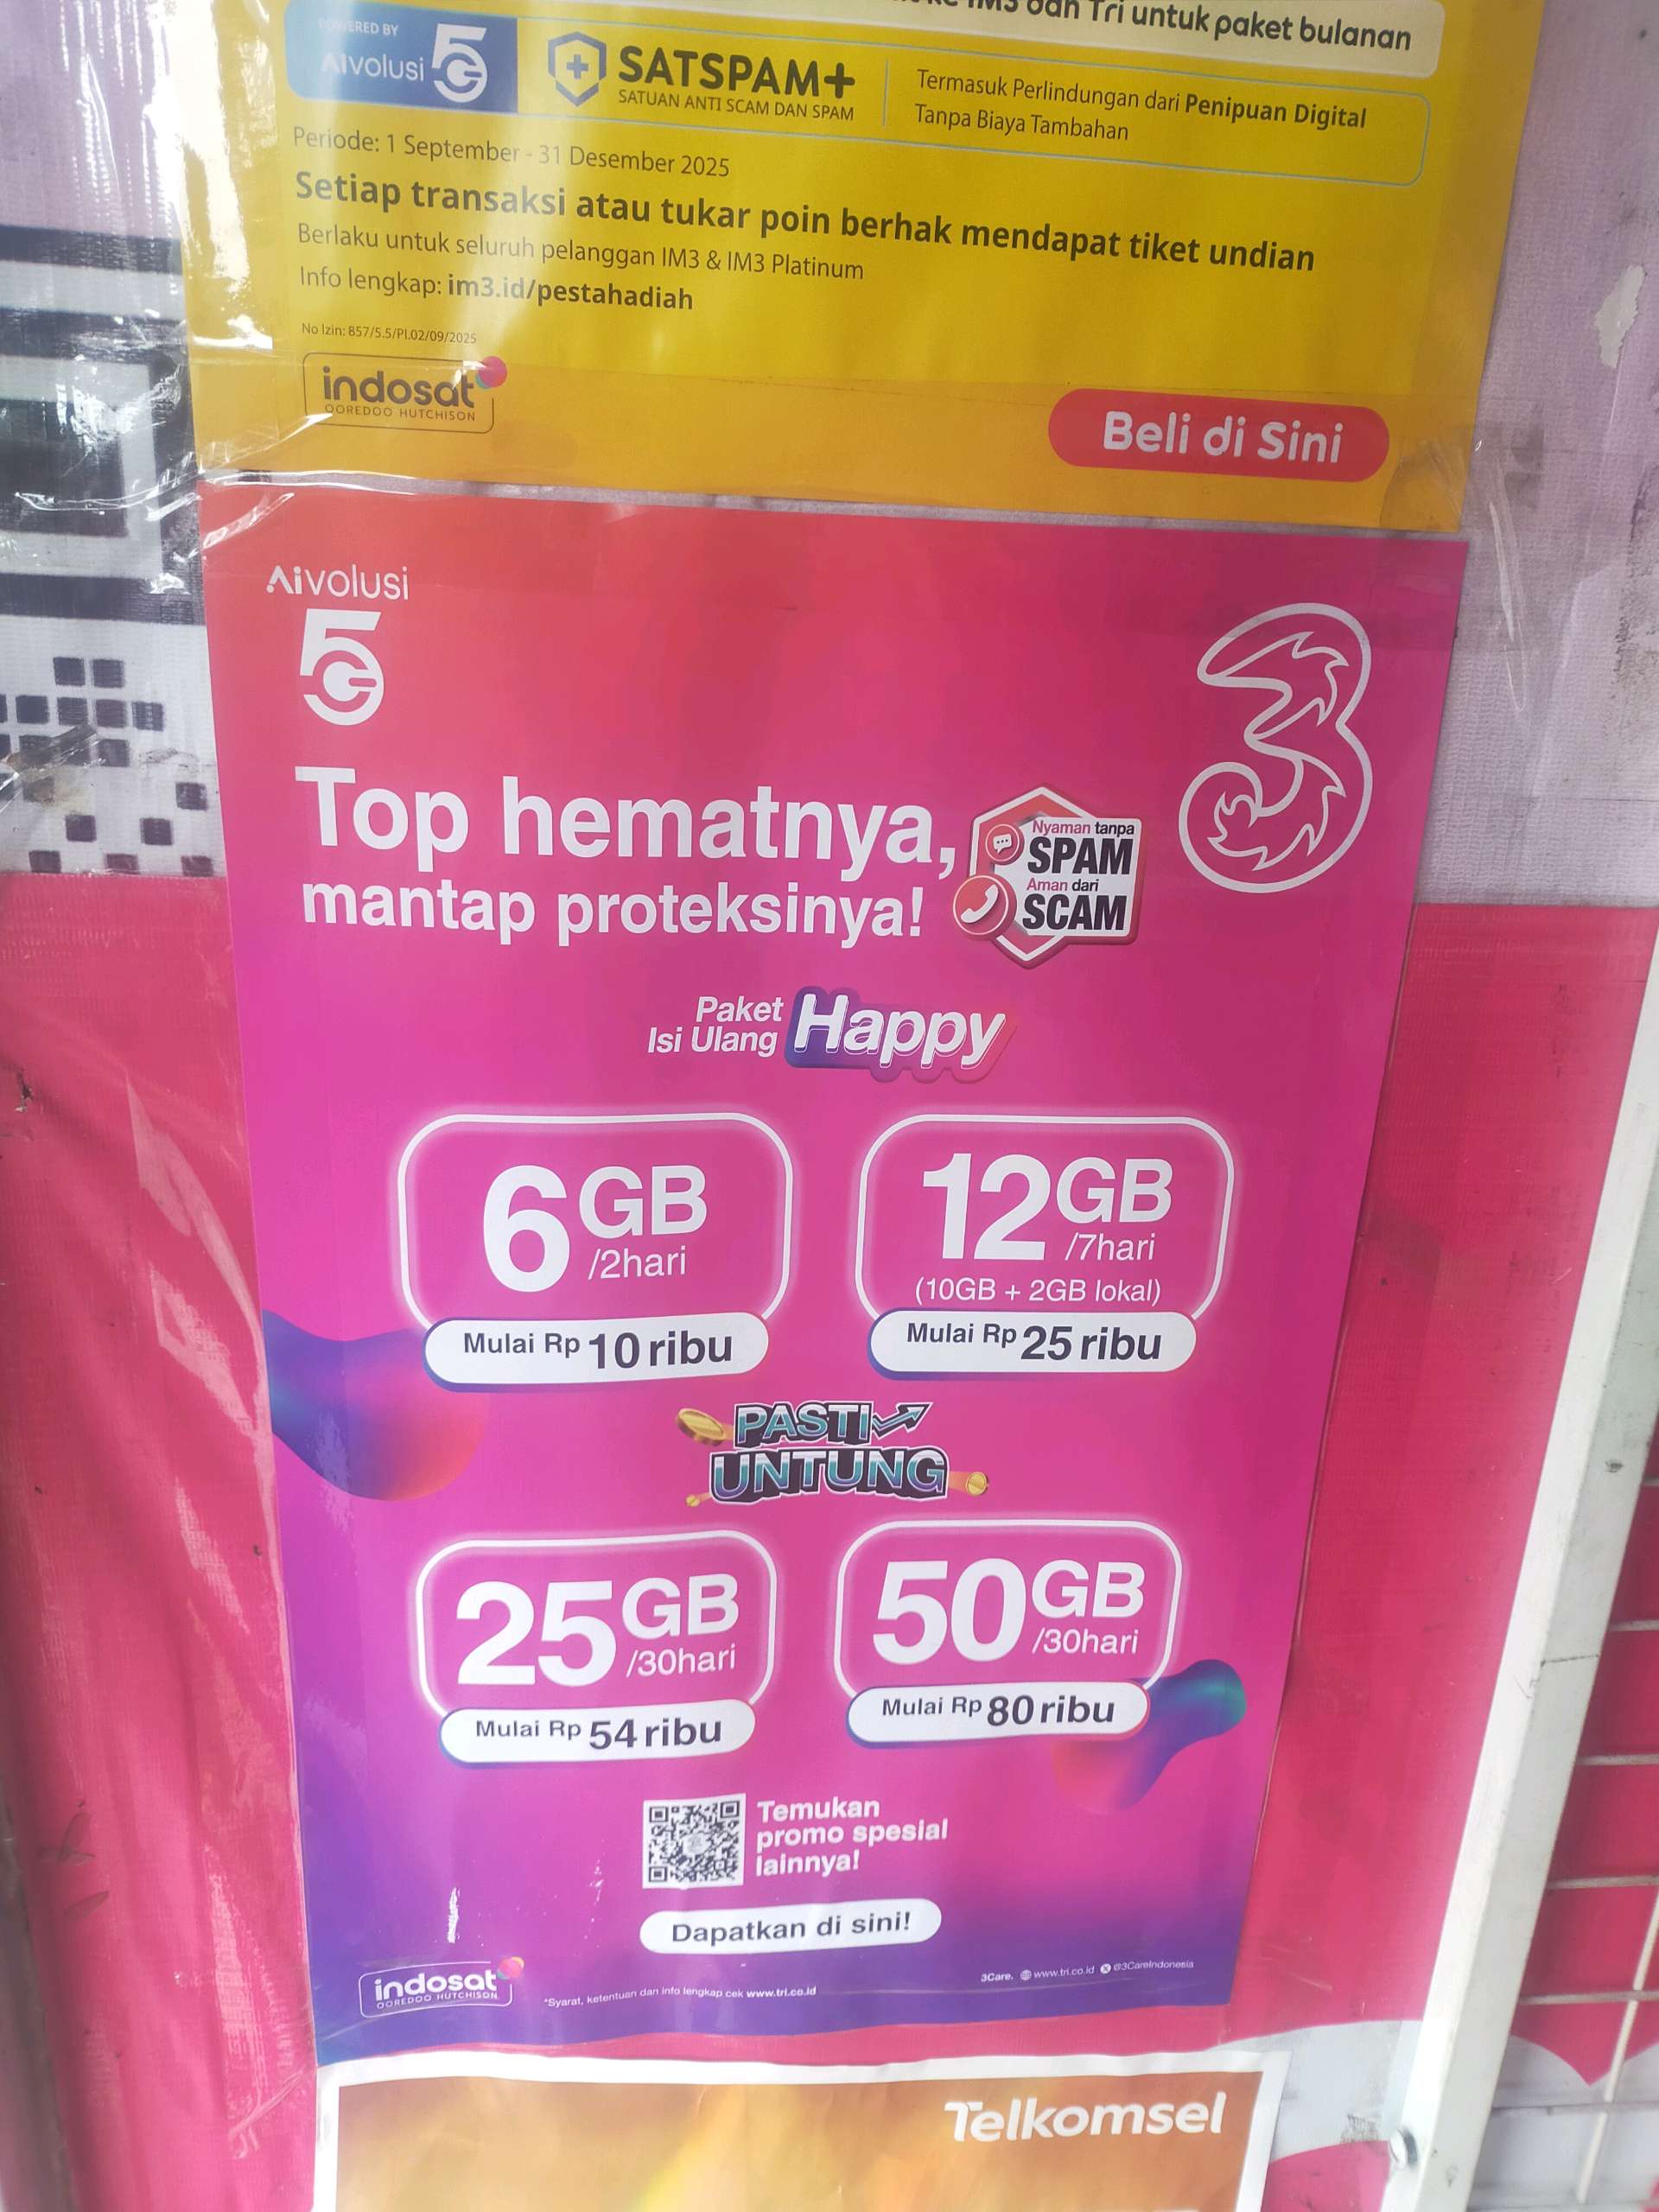 IM3 dan Tri untuk paket bulanan
POWERED BY
AIvolusi 5G
SATSPAM+
SATUAN ANTI SCAM DAN SPAM
Termasuk Perlindungan dari Penipuan Digital
Tanpa Biaya Tambahan
Periode: 1 September - 31 Desember 2025
Setiap transaksi atau tukar poin berhak mendapat tiket undian
Berlaku untuk seluruh pelanggan IM3 & IM3 Platinum
Info lengkap: im3.id/pestahadiah
No Izin: 857/5.5/PI.02/09/2025
indosat
OOREDOO HUTCHISON
Beli di Sini
AIvolusi
5G
3
Top hematnya,
mantap proteksinya!
Nyaman tanpa
SPAM
Aman dari
SCAM
Paket
Isi Ulang
Happy
6GB
/2hari
Mulai Rp 10 ribu
12GB
/7hari
(10GB + 2GB lokal)
Mulai Rp 25 ribu
PASTI
UNTUNG
25GB
/30hari
Mulai Rp 54 ribu
50GB
/30hari
Mulai Rp 80 ribu
Temukan
promo spesial
lainnya!
Dapatkan di sini!
indosat
OOREDOO HUTCHISON
*Syarat, ketentuan dan info lengkap cek www.tri.co.id
3Care. www.tri.co.id @3CareIndonesia
Telkomsel